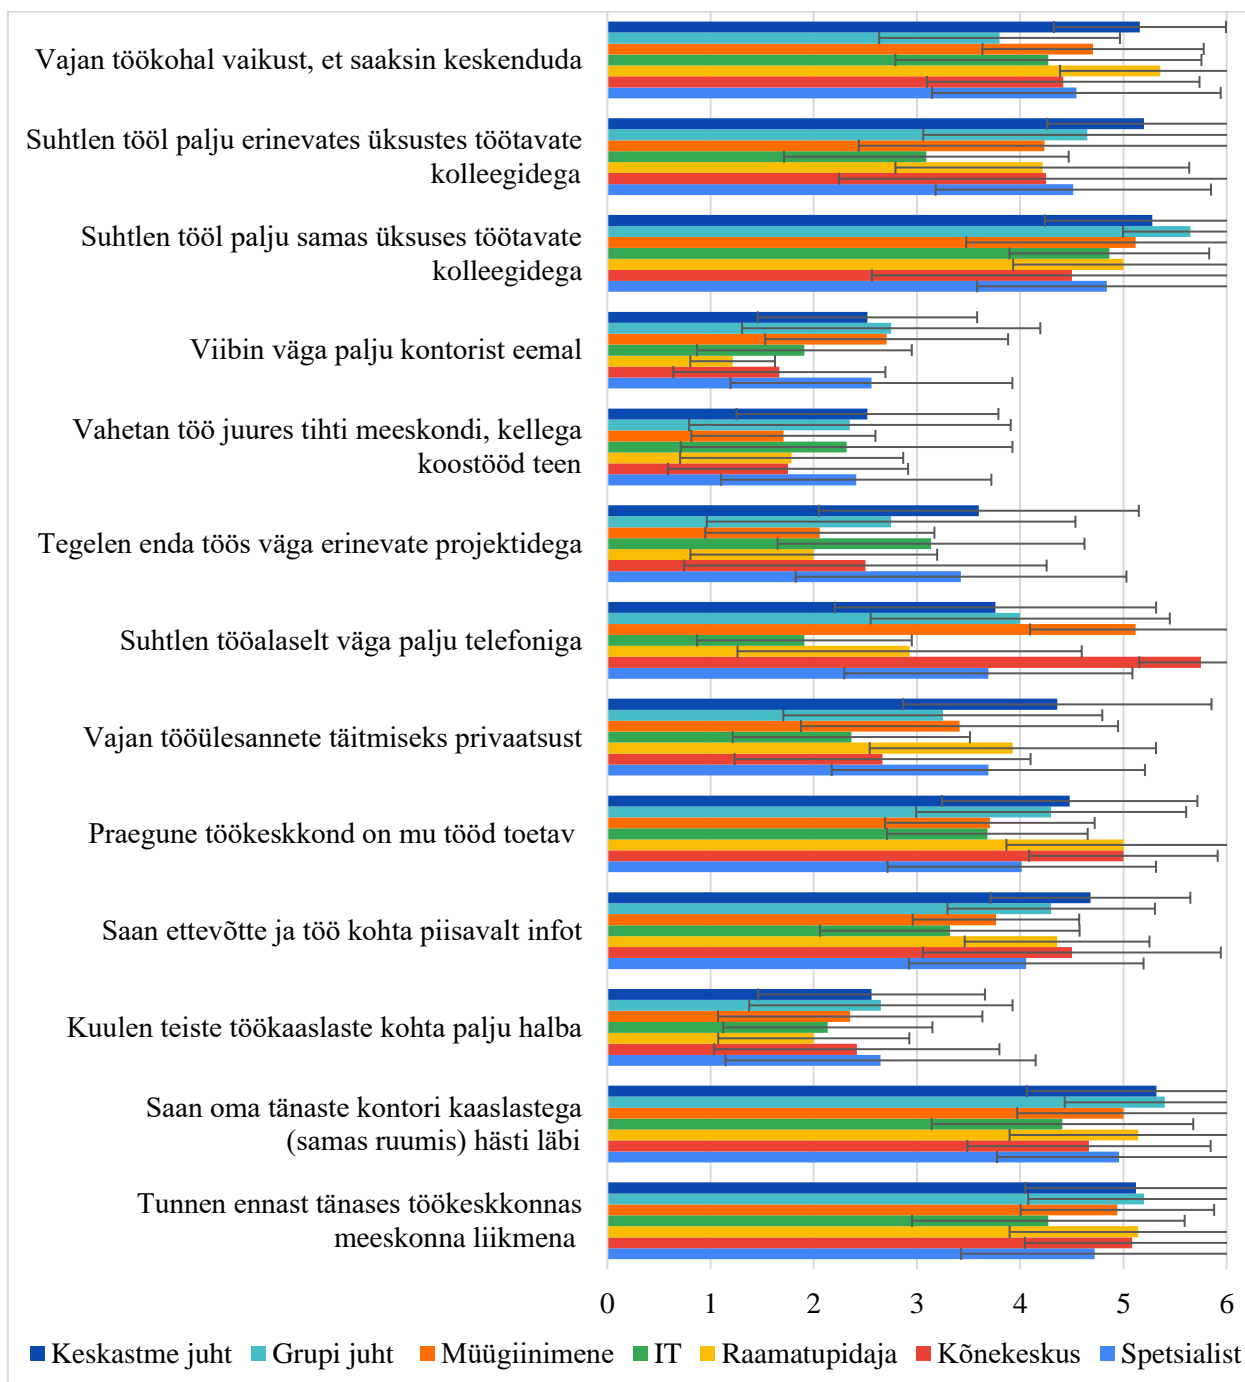 Vajan töökohal vaikust, et saaksin keskenduda
Suhtlen tööl palju erinevates üksustes töötavate
kolleegidega
Suhtlen tööl palju samas üksuses töötavate
kolleegidega
Viibin väga palju kontorist eemal
Vahetan töö juures tihti meeskondi, kellega
koostööd teen
Tegelen enda töös väga erinevate projektidega
Suhtlen tööalaselt väga palju telefoniga
Vajan tööülesannete täitmiseks privaatsust
Praegune töökeskkond on mu tööd toetav
Saan ettevõtte ja töö kohta piisavalt infot
Kuulen teiste töökaaslaste kohta palju halba
Saan oma tänaste kontori kaaslastega
(samas ruumis) hästi läbi
Tunnen ennast tänases töökeskkonnas
meeskonna liikmena
0 1 2 3 4 5 6
Keskastme juht Grupi juht Müügiinimene IT Raamatupidaja Kõnekeskus Spetsialist